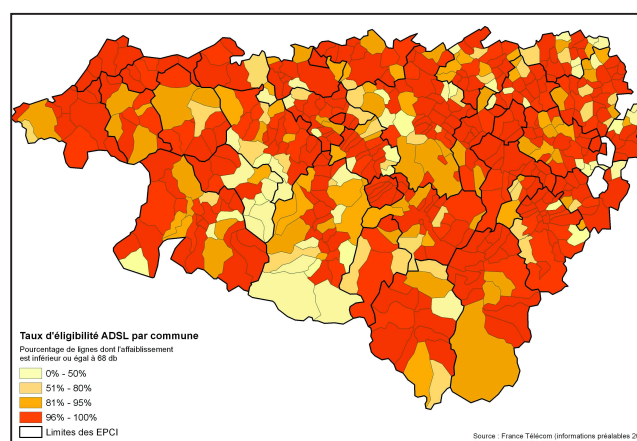 Taux d'éligibilité ADSL par commune
Pourcentage de lignes dont l'affaiblissement
est inférieur ou égal à 68 db
0% - 50%
51% - 80%
81% - 95%
96% - 100%
Limites des EPCI
Source : France Télécom (informations préalables